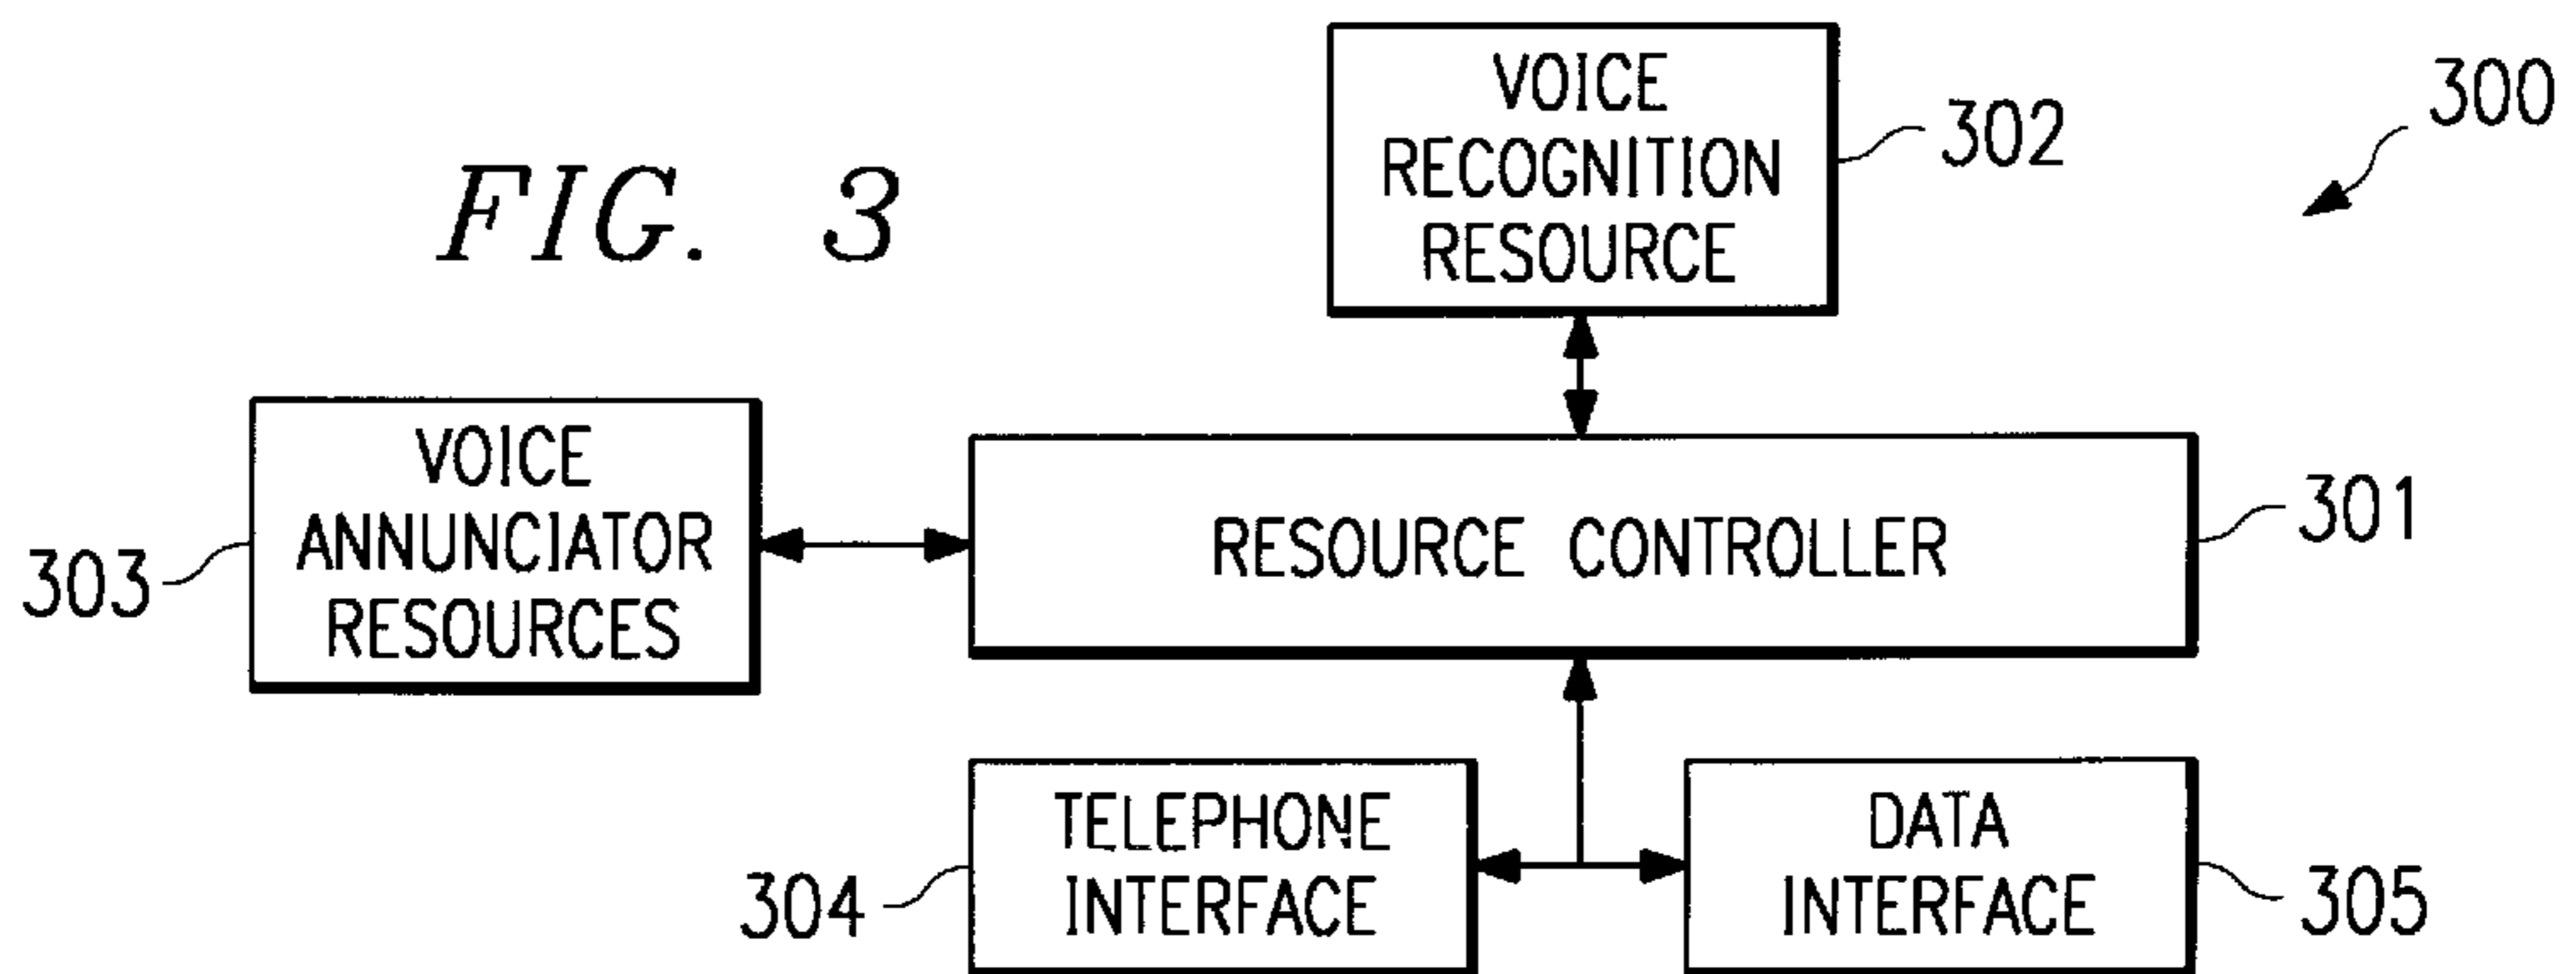 FIG. 3
VOICE
RECOGNITION
RESOURCE
302
300
VOICE
ANNUNCIATOR
RESOURCES
303
RESOURCE CONTROLLER
301
TELEPHONE
INTERFACE
304
DATA
INTERFACE
305